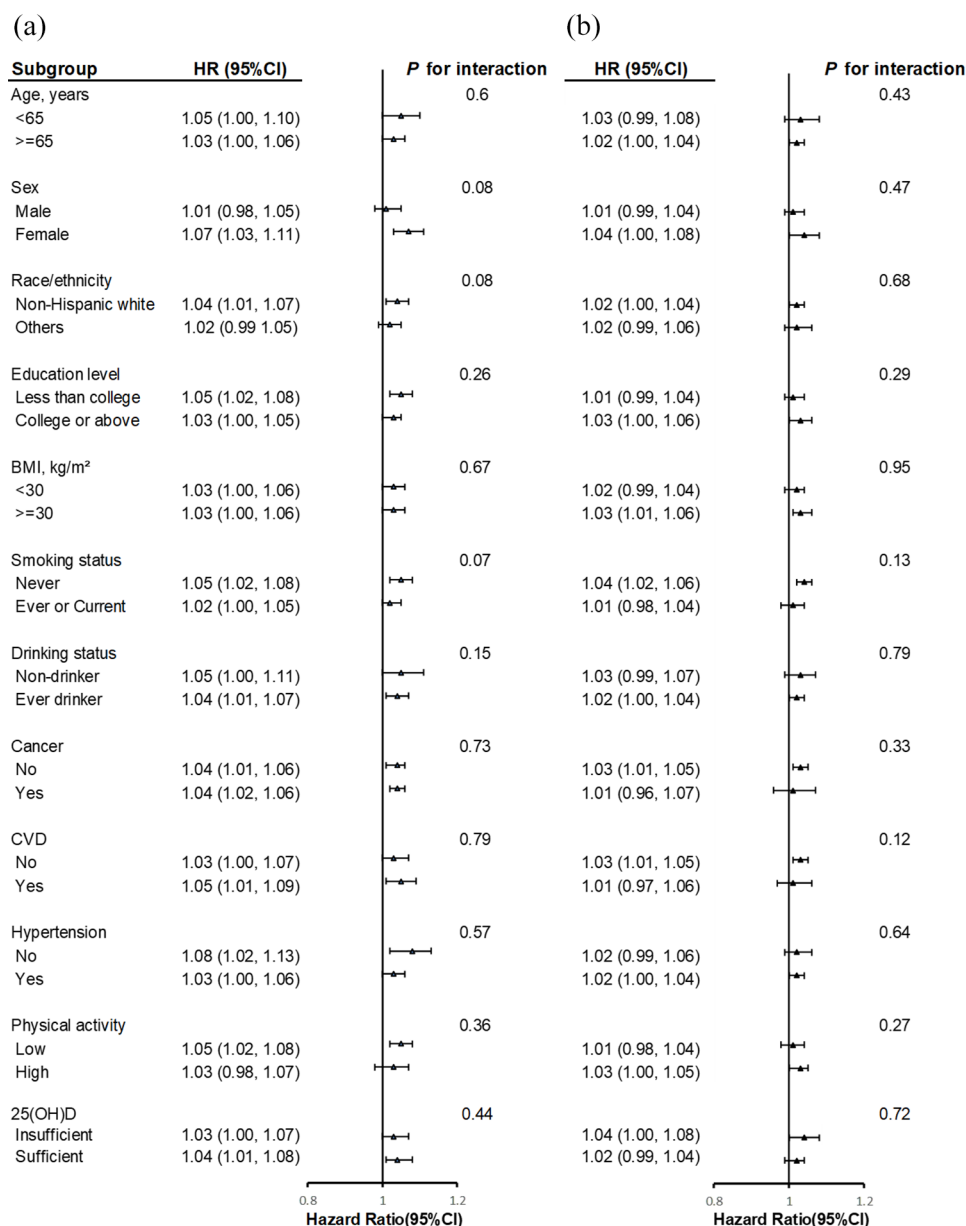 (a) (b)
Subgroup HR (95%CI) P for interaction HR (95%CI) P for interaction
Age, years 0.6 0.43
<65 1.05 (1.00, 1.10) 1.03 (0.99, 1.08)
>=65 1.03 (1.00, 1.06) 1.02 (1.00, 1.04)
Sex 0.08 0.47
Male 1.01 (0.98, 1.05) 1.01 (0.99, 1.04)
Female 1.07 (1.03, 1.11) 1.04 (1.00, 1.08)
Race/ethnicity 0.08 0.68
Non-Hispanic white 1.04 (1.01, 1.07) 1.02 (1.00, 1.04)
Others 1.02 (0.99 1.05) 1.02 (0.99, 1.06)
Education level 0.26 0.29
Less than college 1.05 (1.02, 1.08) 1.01 (0.99, 1.04)
College or above 1.03 (1.00, 1.05) 1.03 (1.00, 1.06)
BMI, kg/m² 0.67 0.95
<30 1.03 (1.00, 1.06) 1.02 (0.99, 1.04)
>=30 1.03 (1.00, 1.06) 1.03 (1.01, 1.06)
Smoking status 0.07 0.13
Never 1.05 (1.02, 1.08) 1.04 (1.02, 1.06)
Ever or Current 1.02 (1.00, 1.05) 1.01 (0.98, 1.04)
Drinking status 0.15 0.79
Non-drinker 1.05 (1.00, 1.11) 1.03 (0.99, 1.07)
Ever drinker 1.04 (1.01, 1.07) 1.02 (1.00, 1.04)
Cancer 0.73 0.33
No 1.04 (1.01, 1.06) 1.03 (1.01, 1.05)
Yes 1.04 (1.02, 1.06) 1.01 (0.96, 1.07)
CVD 0.79 0.12
No 1.03 (1.00, 1.07) 1.03 (1.01, 1.05)
Yes 1.05 (1.01, 1.09) 1.01 (0.97, 1.06)
Hypertension 0.57 0.64
No 1.08 (1.02, 1.13) 1.02 (0.99, 1.06)
Yes 1.03 (1.00, 1.06) 1.02 (1.00, 1.04)
Physical activity 0.36 0.27
Low 1.05 (1.02, 1.08) 1.01 (0.98, 1.04)
High 1.03 (0.98, 1.07) 1.03 (1.00, 1.05)
25(OH)D 0.44 0.72
Insufficient 1.03 (1.00, 1.07) 1.04 (1.00, 1.08)
Sufficient 1.04 (1.01, 1.08) 1.02 (0.99, 1.04)
0.8 1 1.2 0.8 1 1.2
Hazard Ratio(95%CI) Hazard Ratio(95%CI)